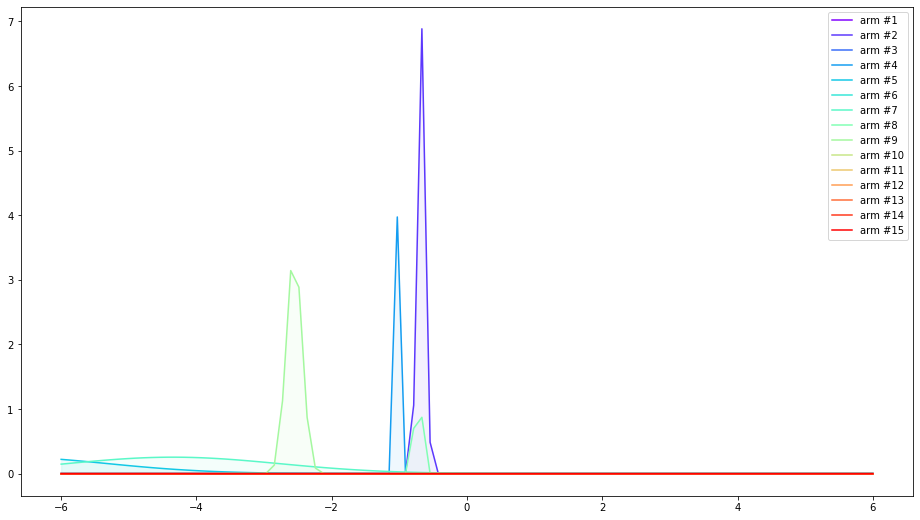 7
6
5
4
3
2
1
0
−6
−4
−2
0
2
4
6
arm #1
arm #2
arm #3
arm #4
arm #5
arm #6
arm #7
arm #8
arm #9
arm #10
arm #11
arm #12
arm #13
arm #14
arm #15